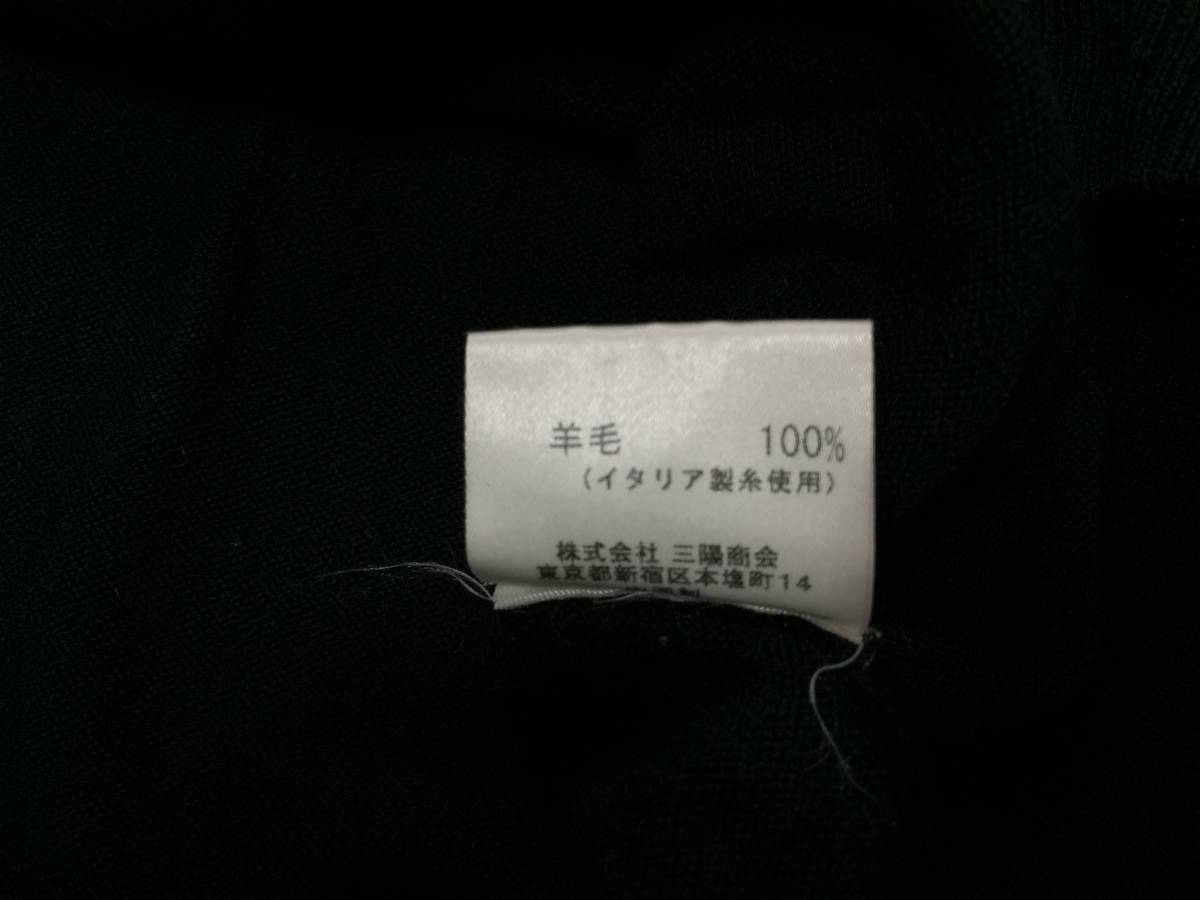 羊毛 100%
(イタリア製糸使用)
株式会社 三陽商会
東京都新宿区本塩町14